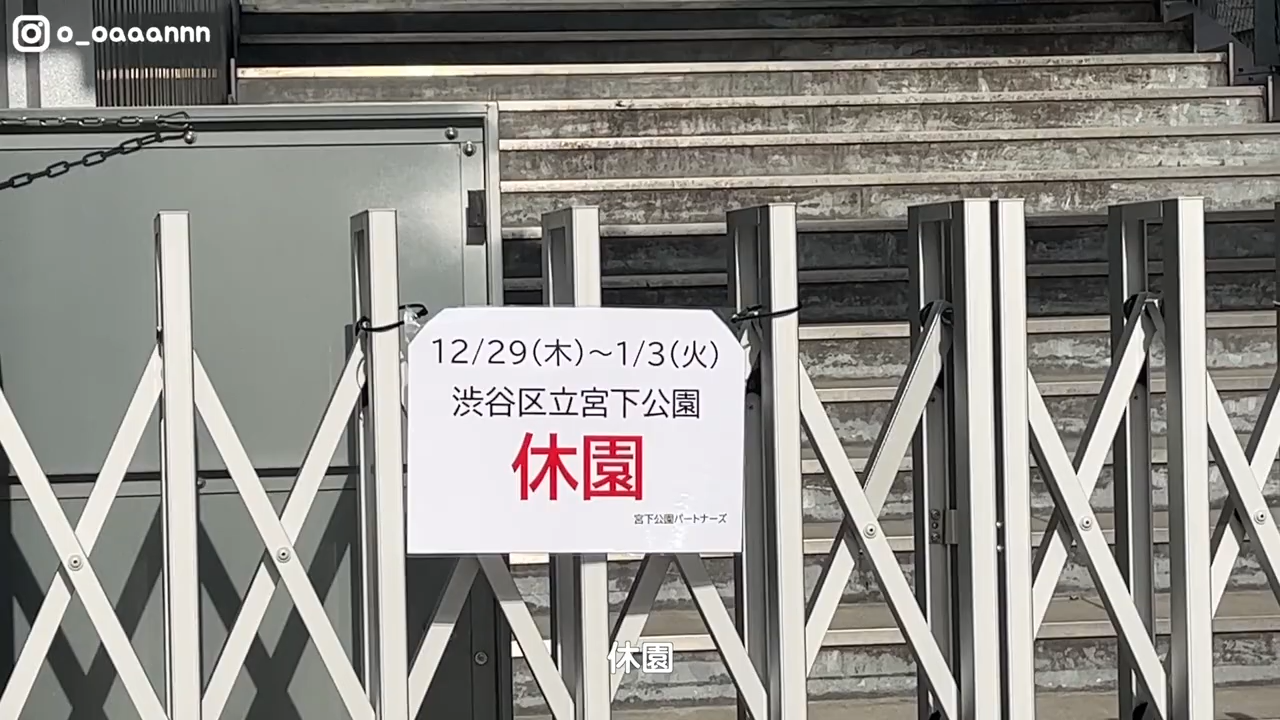 o_oaaannn
12/29(木)～1/3(火)
渋谷区立宮下公園
休園
宮下公園パートナーズ
休園